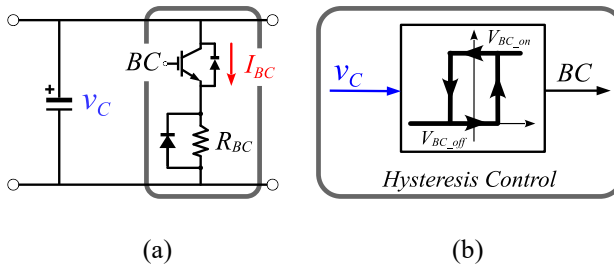 +
v_C
BC
I_BC
R_BC
(a)
v_C
V_BC_on
V_BC_off
BC
Hysteresis Control
(b)